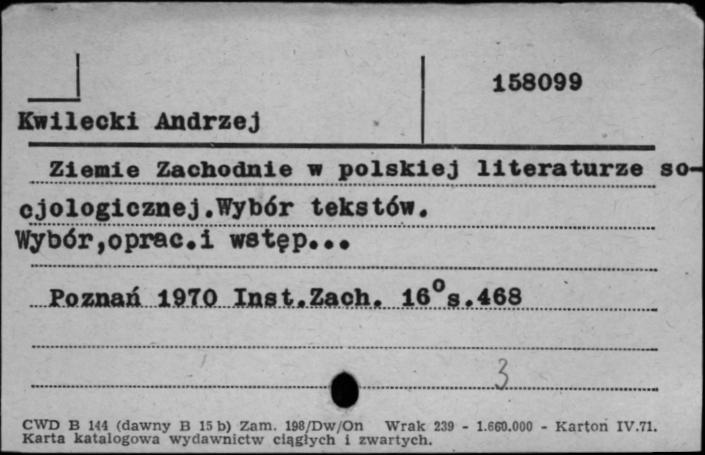 158099
Kwilecki Andrzej
Ziemie Zachodnie w polskiej literaturze so-
cjologicznej.Wybór tekstów.
Wybór,oprac.i wstęp...
Poznań 1970 Inst.Zach. 16°s.468
3
CWD B 144 (dawny B 15 b) Zam. 198/Dw/On Wrak 239 - 1.660.000 - Karton IV.71.
Karta katalogowa wydawnictw ciągłych i zwartych.